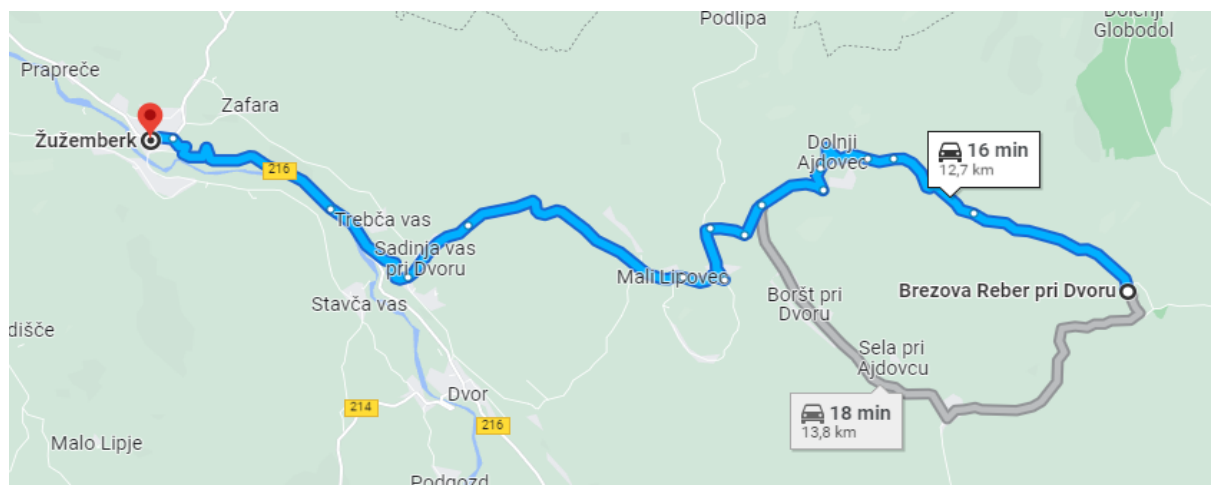 Podlipa
Dolenji
Globodol
Prapreče
Zafara
Žužemberk
216
Dolnji
Ajdovec
16 min
12,7 km
Trebča vas
Sadinja vas
pri Dvoru
Mali Lipovec
Brezova Reber pri Dvoru
Boršt pri
Dvoru
Stavča vas
dišče
Sela pri
Ajdovcu
Dvor
214
216
18 min
13,8 km
Malo Lipje
Podgozd